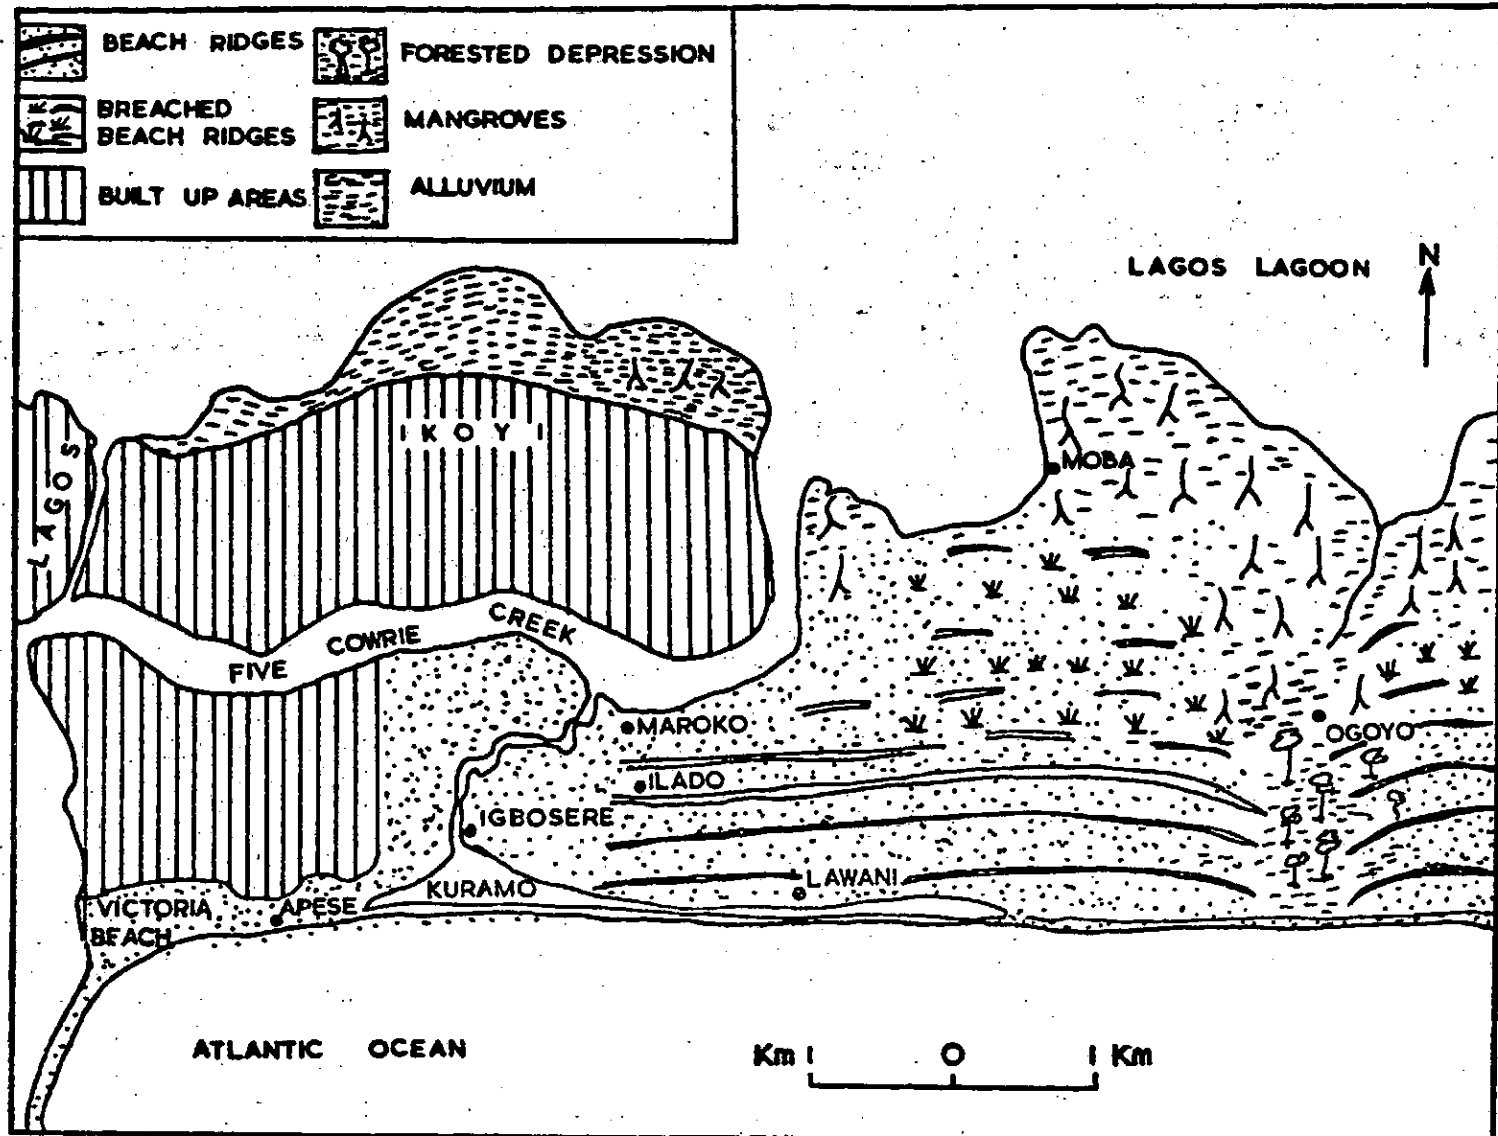 BEACH RIDGES
FORESTED DEPRESSION
BREACHED
BEACH RIDGES
MANGROVES
BUILT UP AREAS
ALLUVIUM
LAGOS LAGOON
N
IKOYI
LAGOS
MOBA
FIVE COWRIE CREEK
MAROKO
OGOYO
ILADO
IGBOSERE
LAWANI
KURAMO
VICTORIA
BEACH
APESE
ATLANTIC OCEAN
Km 1 0 1 Km